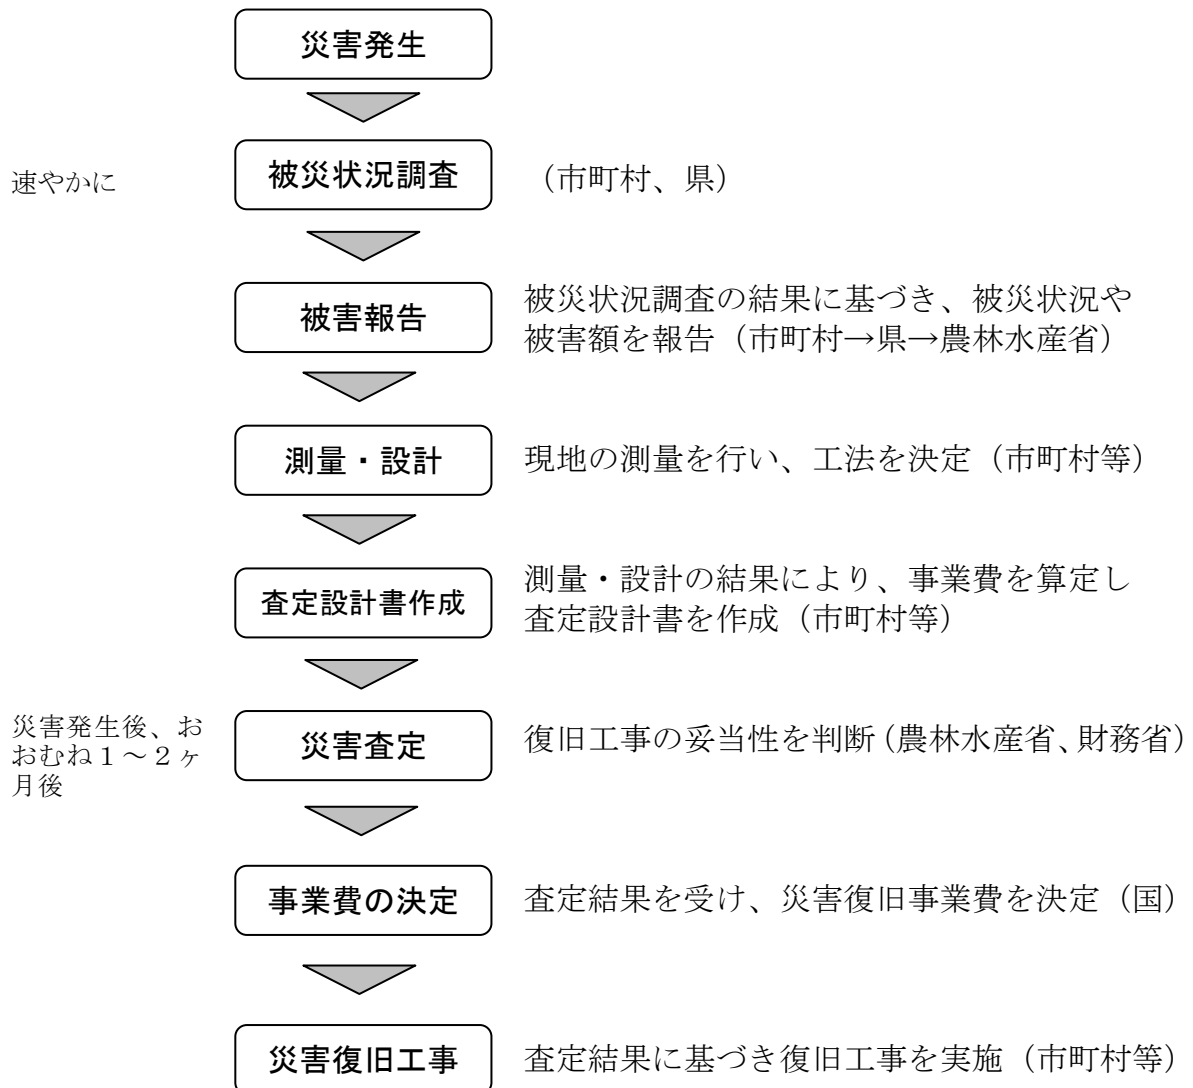 災害発生
速やかに
被災状況調査
（市町村、県）
被害報告
被災状況調査の結果に基づき、被災状況や
被害額を報告（市町村→県→農林水産省）
測量・設計
現地の測量を行い、工法を決定（市町村等）
査定設計書作成
測量・設計の結果により、事業費を算定し
査定設計書を作成（市町村等）
災害発生後、お
おむね１～２ヶ
月後
災害査定
復旧工事の妥当性を判断（農林水産省、財務省）
事業費の決定
査定結果を受け、災害復旧事業費を決定（国）
災害復旧工事
査定結果に基づき復旧工事を実施（市町村等）